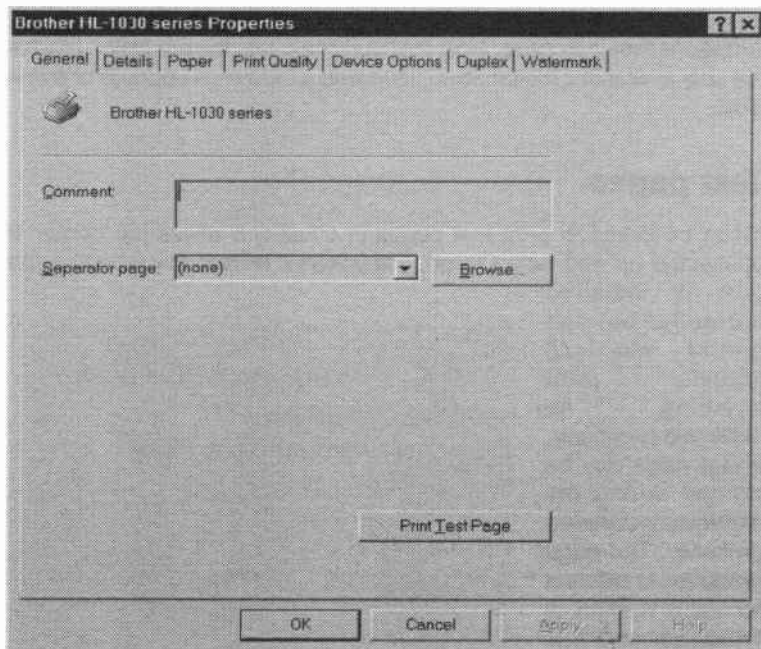 Brother HL-1030 series Properties
General Details Paper Print Quality Device Options Duplex Watermark
Brother HL-1030 series
Comment:
Separator page: (none) Browse...
Print Test Page
OK Cancel Apply Help